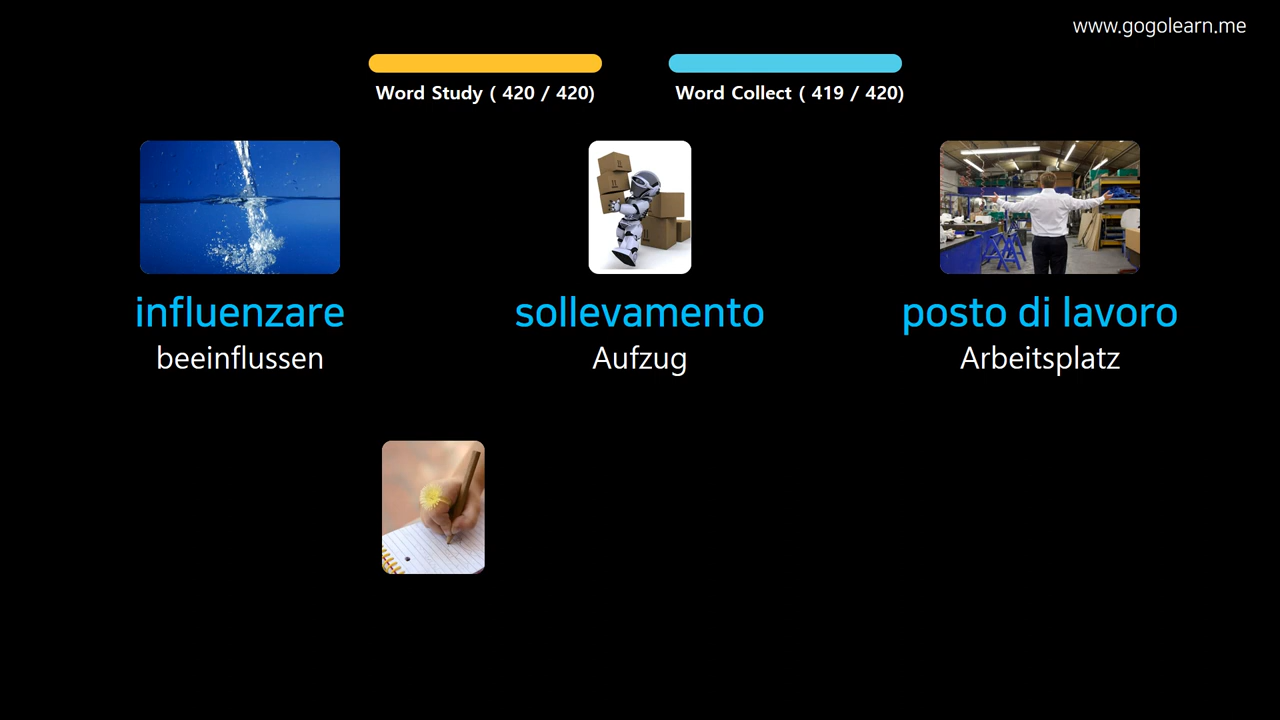 www.gogolearn.me
Word Study ( 420 / 420)
Word Collect ( 419 / 420)
influenzare
sollevamento
posto di lavoro
beeinflussen
Aufzug
Arbeitsplatz